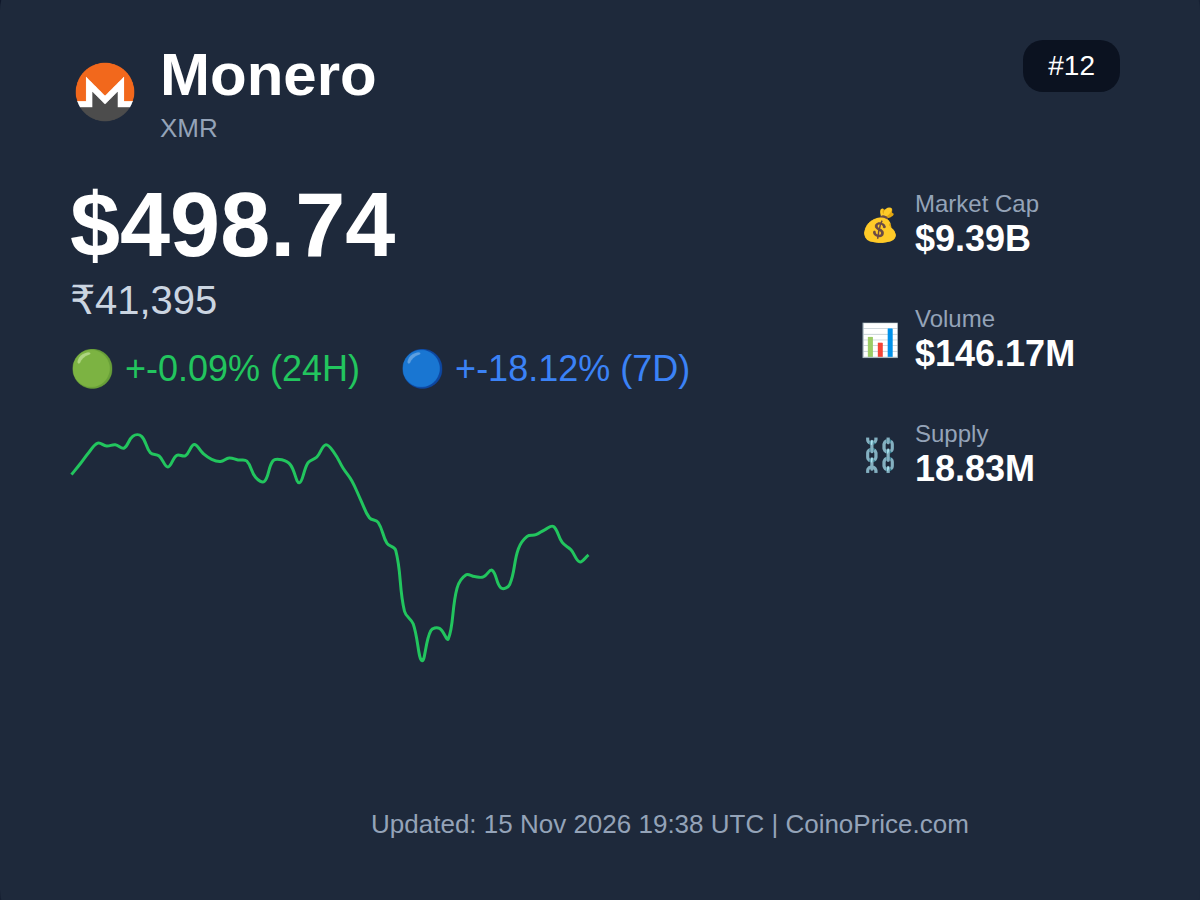 Monero
XMR
#12
$498.74
₹41,395
+-0.09% (24H)
+-18.12% (7D)
Market Cap
$9.39B
Volume
$146.17M
Supply
18.83M
Updated: 15 Nov 2026 19:38 UTC | CoinoPrice.com